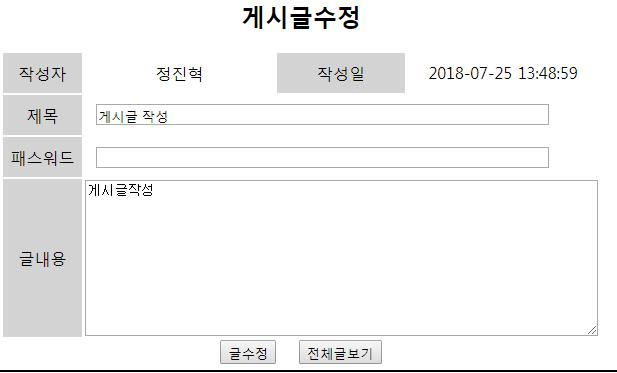 게시글수정
작성자 정진혁 작성일 2018-07-25 13:48:59
제목 게시글 작성
패스워드
글내용 게시글작성
글수정 전체글보기